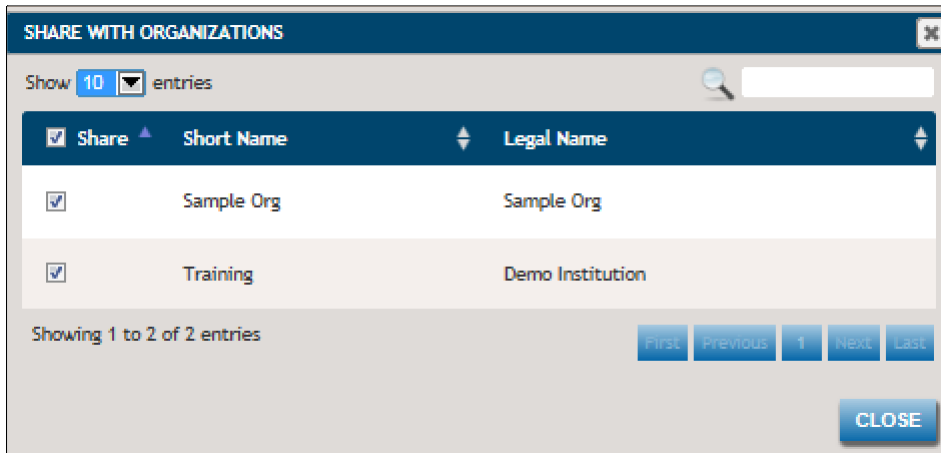 SHARE WITH ORGANIZATIONS
Show 10 entries
Share Short Name Legal Name
Sample Org Sample Org
Training Demo Institution
Showing 1 to 2 of 2 entries
First Previous 1 Next Last
CLOSE